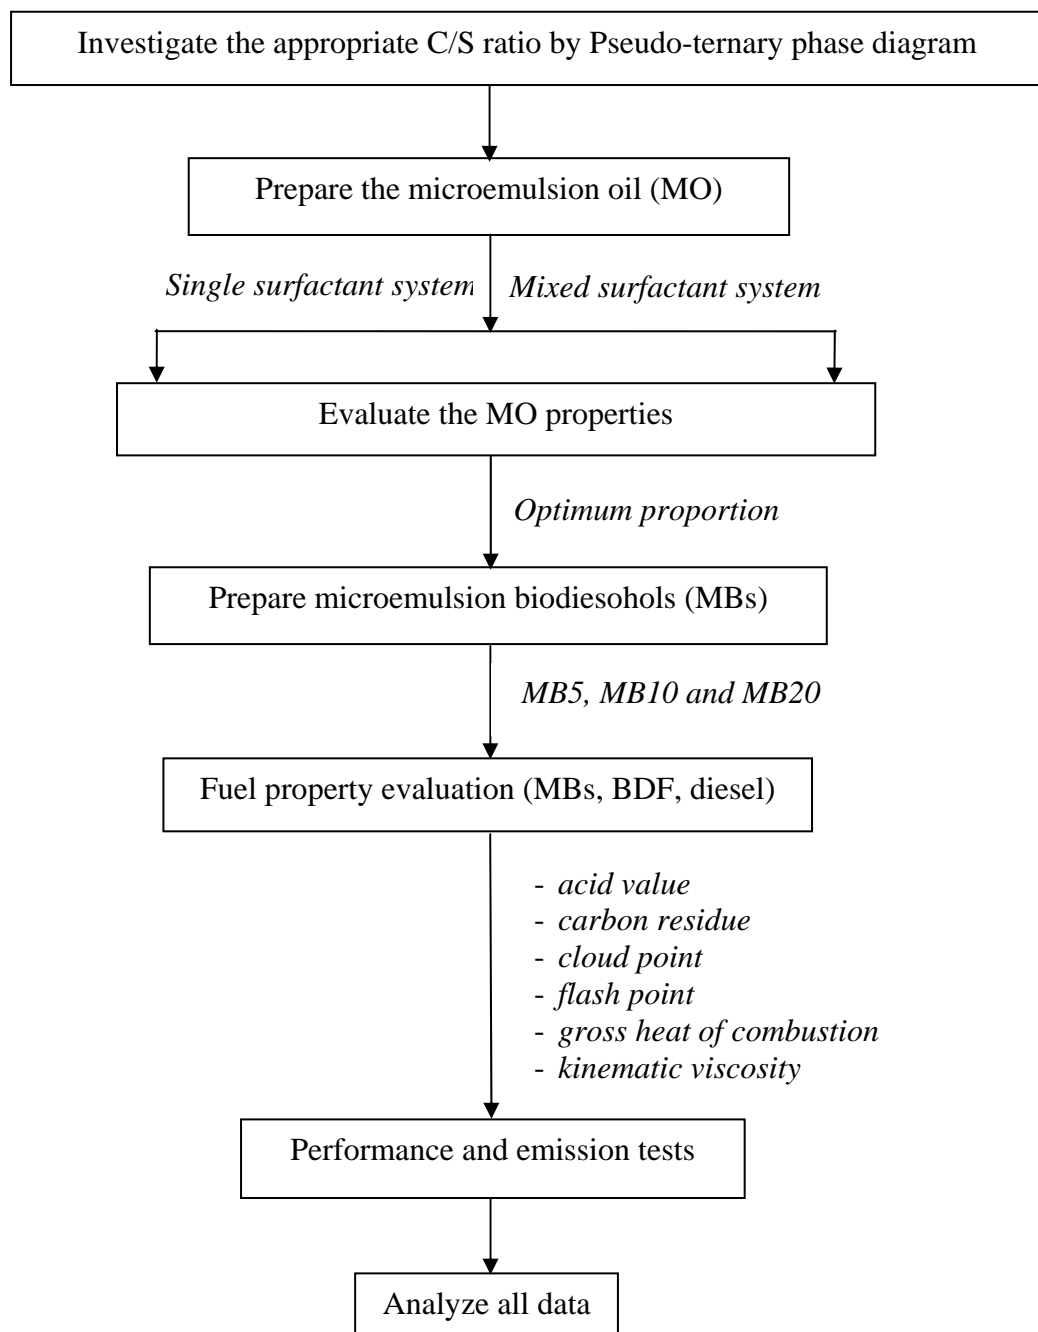 Investigate the appropriate C/S ratio by Pseudo-ternary phase diagram
Prepare the microemulsion oil (MO)
Single surfactant system
Mixed surfactant system
Evaluate the MO properties
Optimum proportion
Prepare microemulsion biodiesohols (MBs)
MB5, MB10 and MB20
Fuel property evaluation (MBs, BDF, diesel)
- acid value
- carbon residue
- cloud point
- flash point
- gross heat of combustion
- kinematic viscosity
Performance and emission tests
Analyze all data